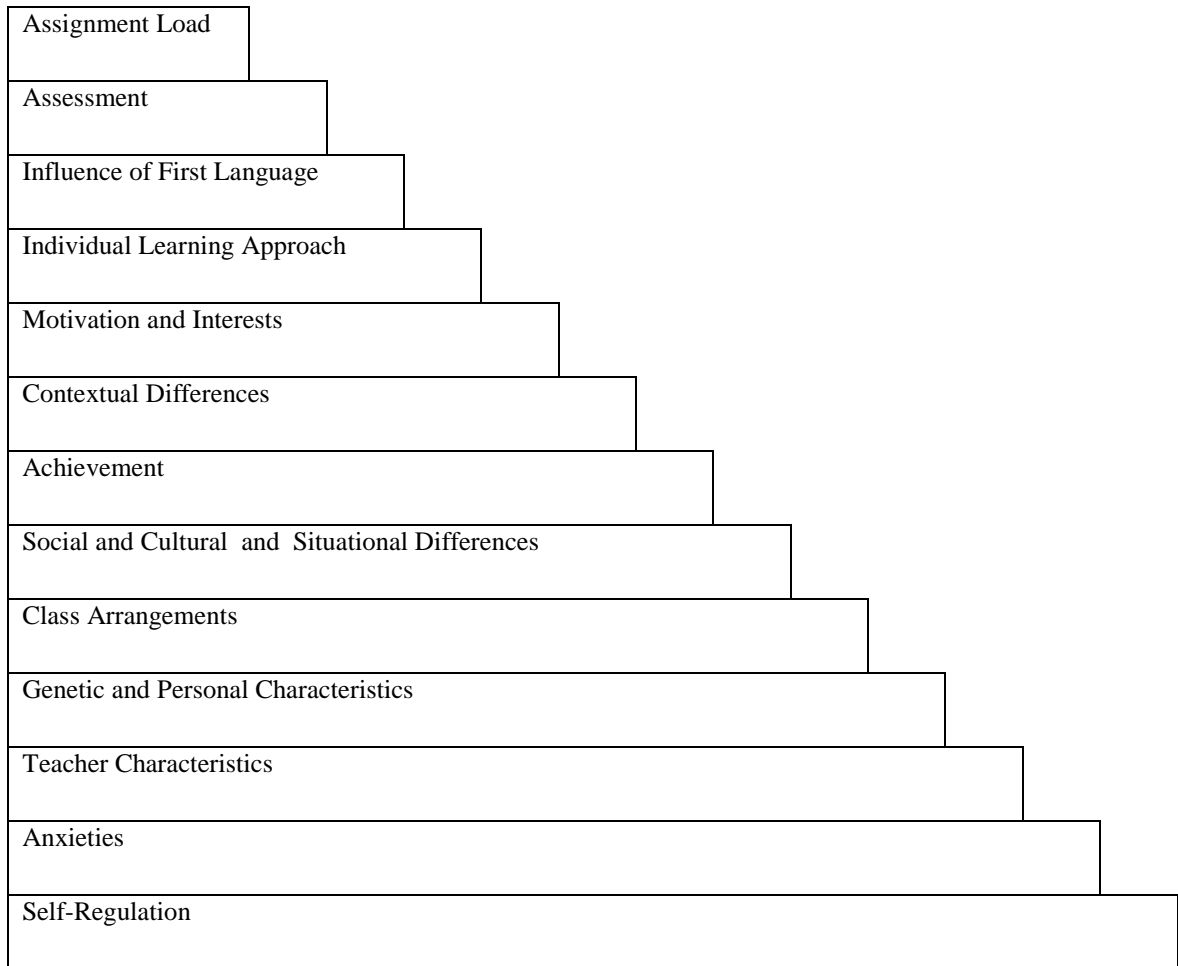 Assignment Load
Assessment
Influence of First Language
Individual Learning Approach
Motivation and Interests
Contextual Differences
Achievement
Social and Cultural  and  Situational Differences
Class Arrangements
Genetic and Personal Characteristics
Teacher Characteristics
Anxieties
Self-Regulation